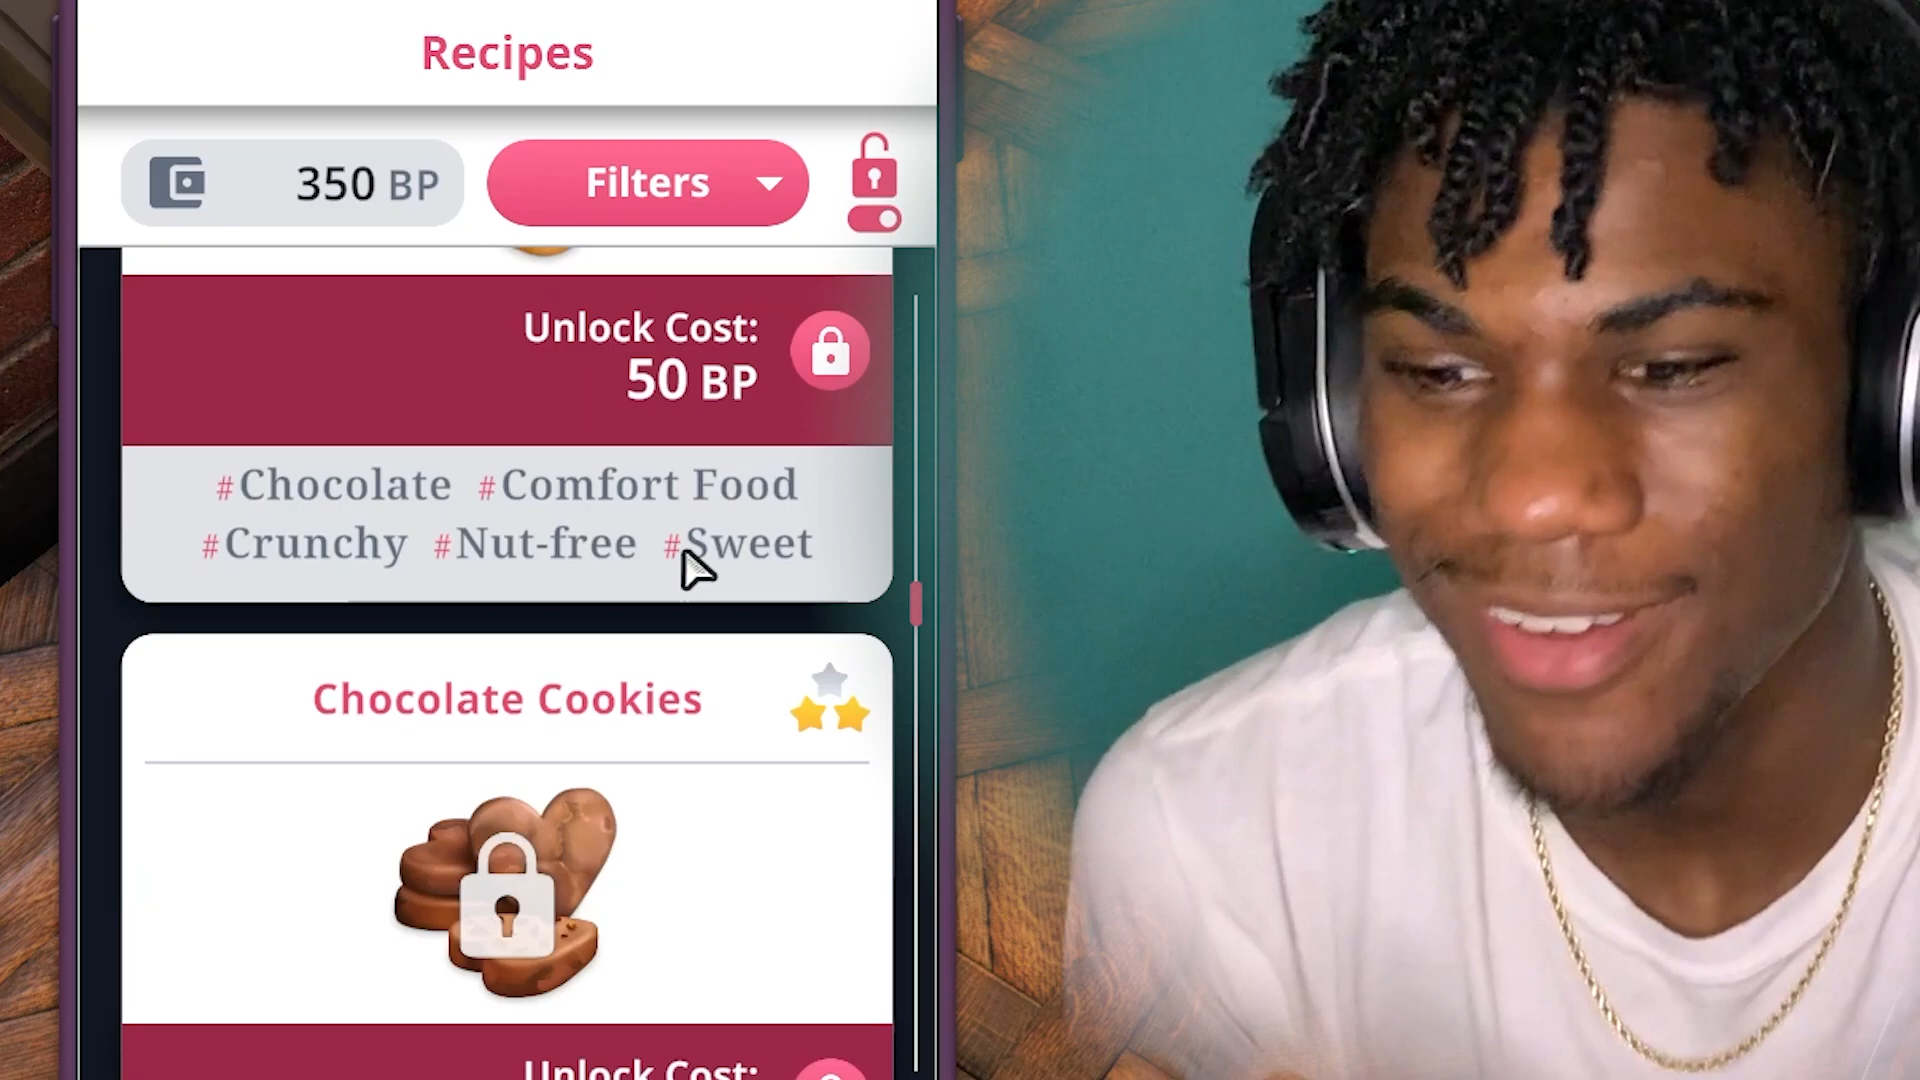 Recipes
350 BP
Filters
Unlock Cost:
50 BP
#Chocolate #Comfort Food
#Crunchy #Nut-free #Sweet
Chocolate Cookies
Unlock Cost: